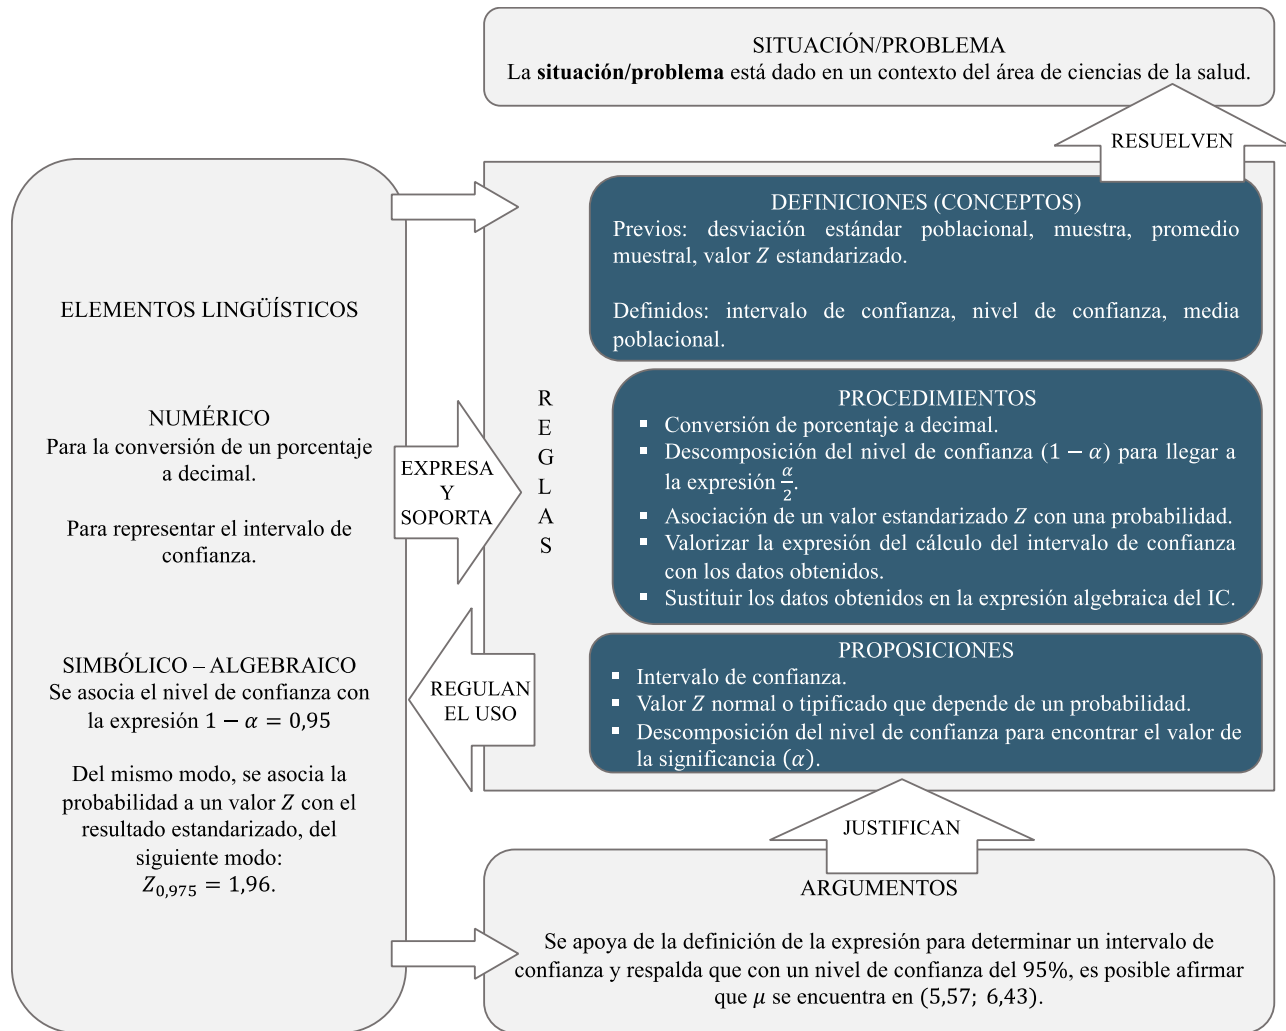 SITUACIÓN/PROBLEMA
La situación/problema está dado en un contexto del área de ciencias de la salud.
RESUELVEN
ELEMENTOS LINGÜÍSTICOS
NUMÉRICO
Para la conversión de un porcentaje
a decimal.
Para representar el intervalo de
confianza.
SIMBÓLICO – ALGEBRAICO
Se asocia el nivel de confianza con
la expresión 1 − α = 0,95
Del mismo modo, se asocia la
probabilidad a un valor Z con el
resultado estandarizado, del
siguiente modo:
Z0,975 = 1,96.
EXPRESA
Y
SOPORTA
REGULAN
EL USO
R
E
G
L
A
S
DEFINICIONES (CONCEPTOS)
Previos: desviación estándar poblacional, muestra, promedio
muestral, valor Z estandarizado.
Definidos: intervalo de confianza, nivel de confianza, media
poblacional.
PROCEDIMIENTOS
▪ Conversión de porcentaje a decimal.
▪ Descomposición del nivel de confianza (1 − α) para llegar a
la expresión α/2.
▪ Asociación de un valor estandarizado Z con una probabilidad.
▪ Valorizar la expresión del cálculo del intervalo de confianza
con los datos obtenidos.
▪ Sustituir los datos obtenidos en la expresión algebraica del IC.
PROPOSICIONES
▪ Intervalo de confianza.
▪ Valor Z normal o tipificado que depende de un probabilidad.
▪ Descomposición del nivel de confianza para encontrar el valor de
la significancia (α).
JUSTIFICAN
ARGUMENTOS
Se apoya de la definición de la expresión para determinar un intervalo de
confianza y respalda que con un nivel de confianza del 95%, es posible afirmar
que μ se encuentra en (5,57; 6,43).